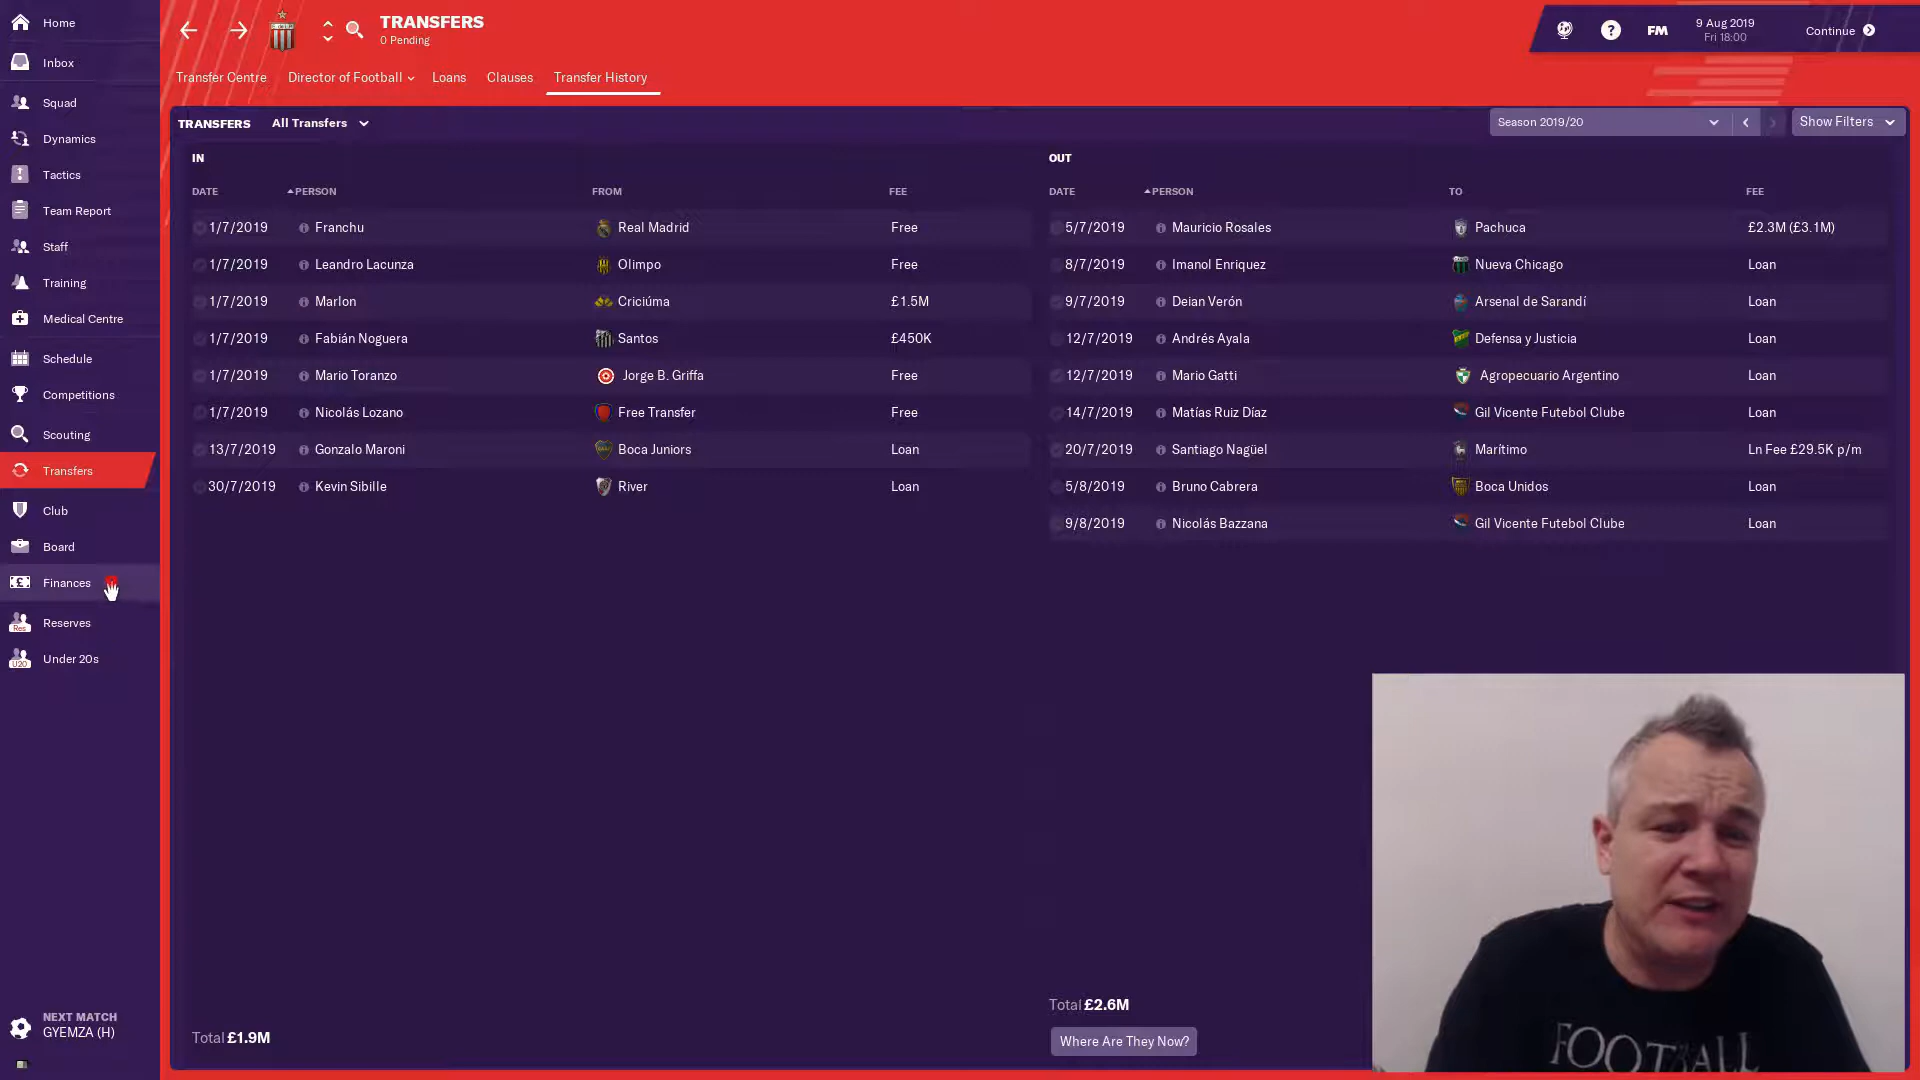 Home
Inbox
Squad
Dynamics
Tactics
Team Report
Staff
Training
Medical Centre
Schedule
Competitions
Scouting
Transfers
Club
Board
Finances
Reserves
Under 20s
NEXT MATCH
GYEMZA (H)
TRANSFERS
0 Pending
FM
9 Aug 2019
Fri 18:00
Continue
Transfer Centre Director of Football Loans Clauses Transfer History
TRANSFERS All Transfers Season 2019/20 Show Filters
IN
DATE PERSON FROM FEE
1/7/2019 Franchu Real Madrid Free
1/7/2019 Leandro Lacunza Olimpo Free
1/7/2019 Marlon Criciúma £1.5M
1/7/2019 Fabián Noguera Santos £450K
1/7/2019 Mario Toranzo Jorge B. Griffa Free
1/7/2019 Nicolás Lozano Free Transfer Free
13/7/2019 Gonzalo Maroni Boca Juniors Loan
30/7/2019 Kevin Sibille River Loan
Total £1.9M
OUT
DATE PERSON TO FEE
5/7/2019 Mauricio Rosales Pachuca £2.3M (£3.1M)
8/7/2019 Imanol Enriquez Nueva Chicago Loan
9/7/2019 Deian Verón Arsenal de Sarandí Loan
12/7/2019 Andrés Ayala Defensa y Justicia Loan
12/7/2019 Mario Gatti Agropecuario Argentino Loan
14/7/2019 Matías Ruiz Díaz Gil Vicente Futebol Clube Loan
20/7/2019 Santiago Nagüel Marítimo Ln Fee £29.5K p/m
5/8/2019 Bruno Cabrera Boca Unidos Loan
9/8/2019 Nicolás Bazzana Gil Vicente Futebol Clube Loan
Total £2.6M
Where Are They Now?
FOOTBALL